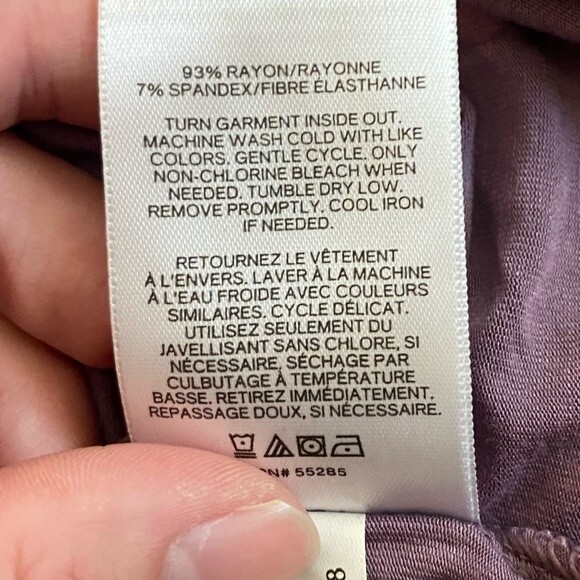 93% RAYON/RAYONNE
7% SPANDEX/FIBRE ÉLASTHANNE
TURN GARMENT INSIDE OUT.
MACHINE WASH COLD WITH LIKE
COLORS. GENTLE CYCLE. ONLY
NON-CHLORINE BLEACH WHEN
NEEDED. TUMBLE DRY LOW.
REMOVE PROMPTLY. COOL IRON
IF NEEDED.
RETOURNEZ LE VÊTEMENT
À L'ENVERS. LAVER À LA MACHINE
À L'EAU FROIDE AVEC COULEURS
SIMILAIRES. CYCLE DÉLICAT.
UTILISEZ SEULEMENT DU
JAVELLISANT SANS CHLORE, SI
NÉCESSAIRE, SÉCHAGE PAR
CULBUTAGE À TEMPÉRATURE
BASSE. RETIREZ IMMÉDIATEMENT.
REPASSAGE DOUX, SI NÉCESSAIRE.
N# 55285
8